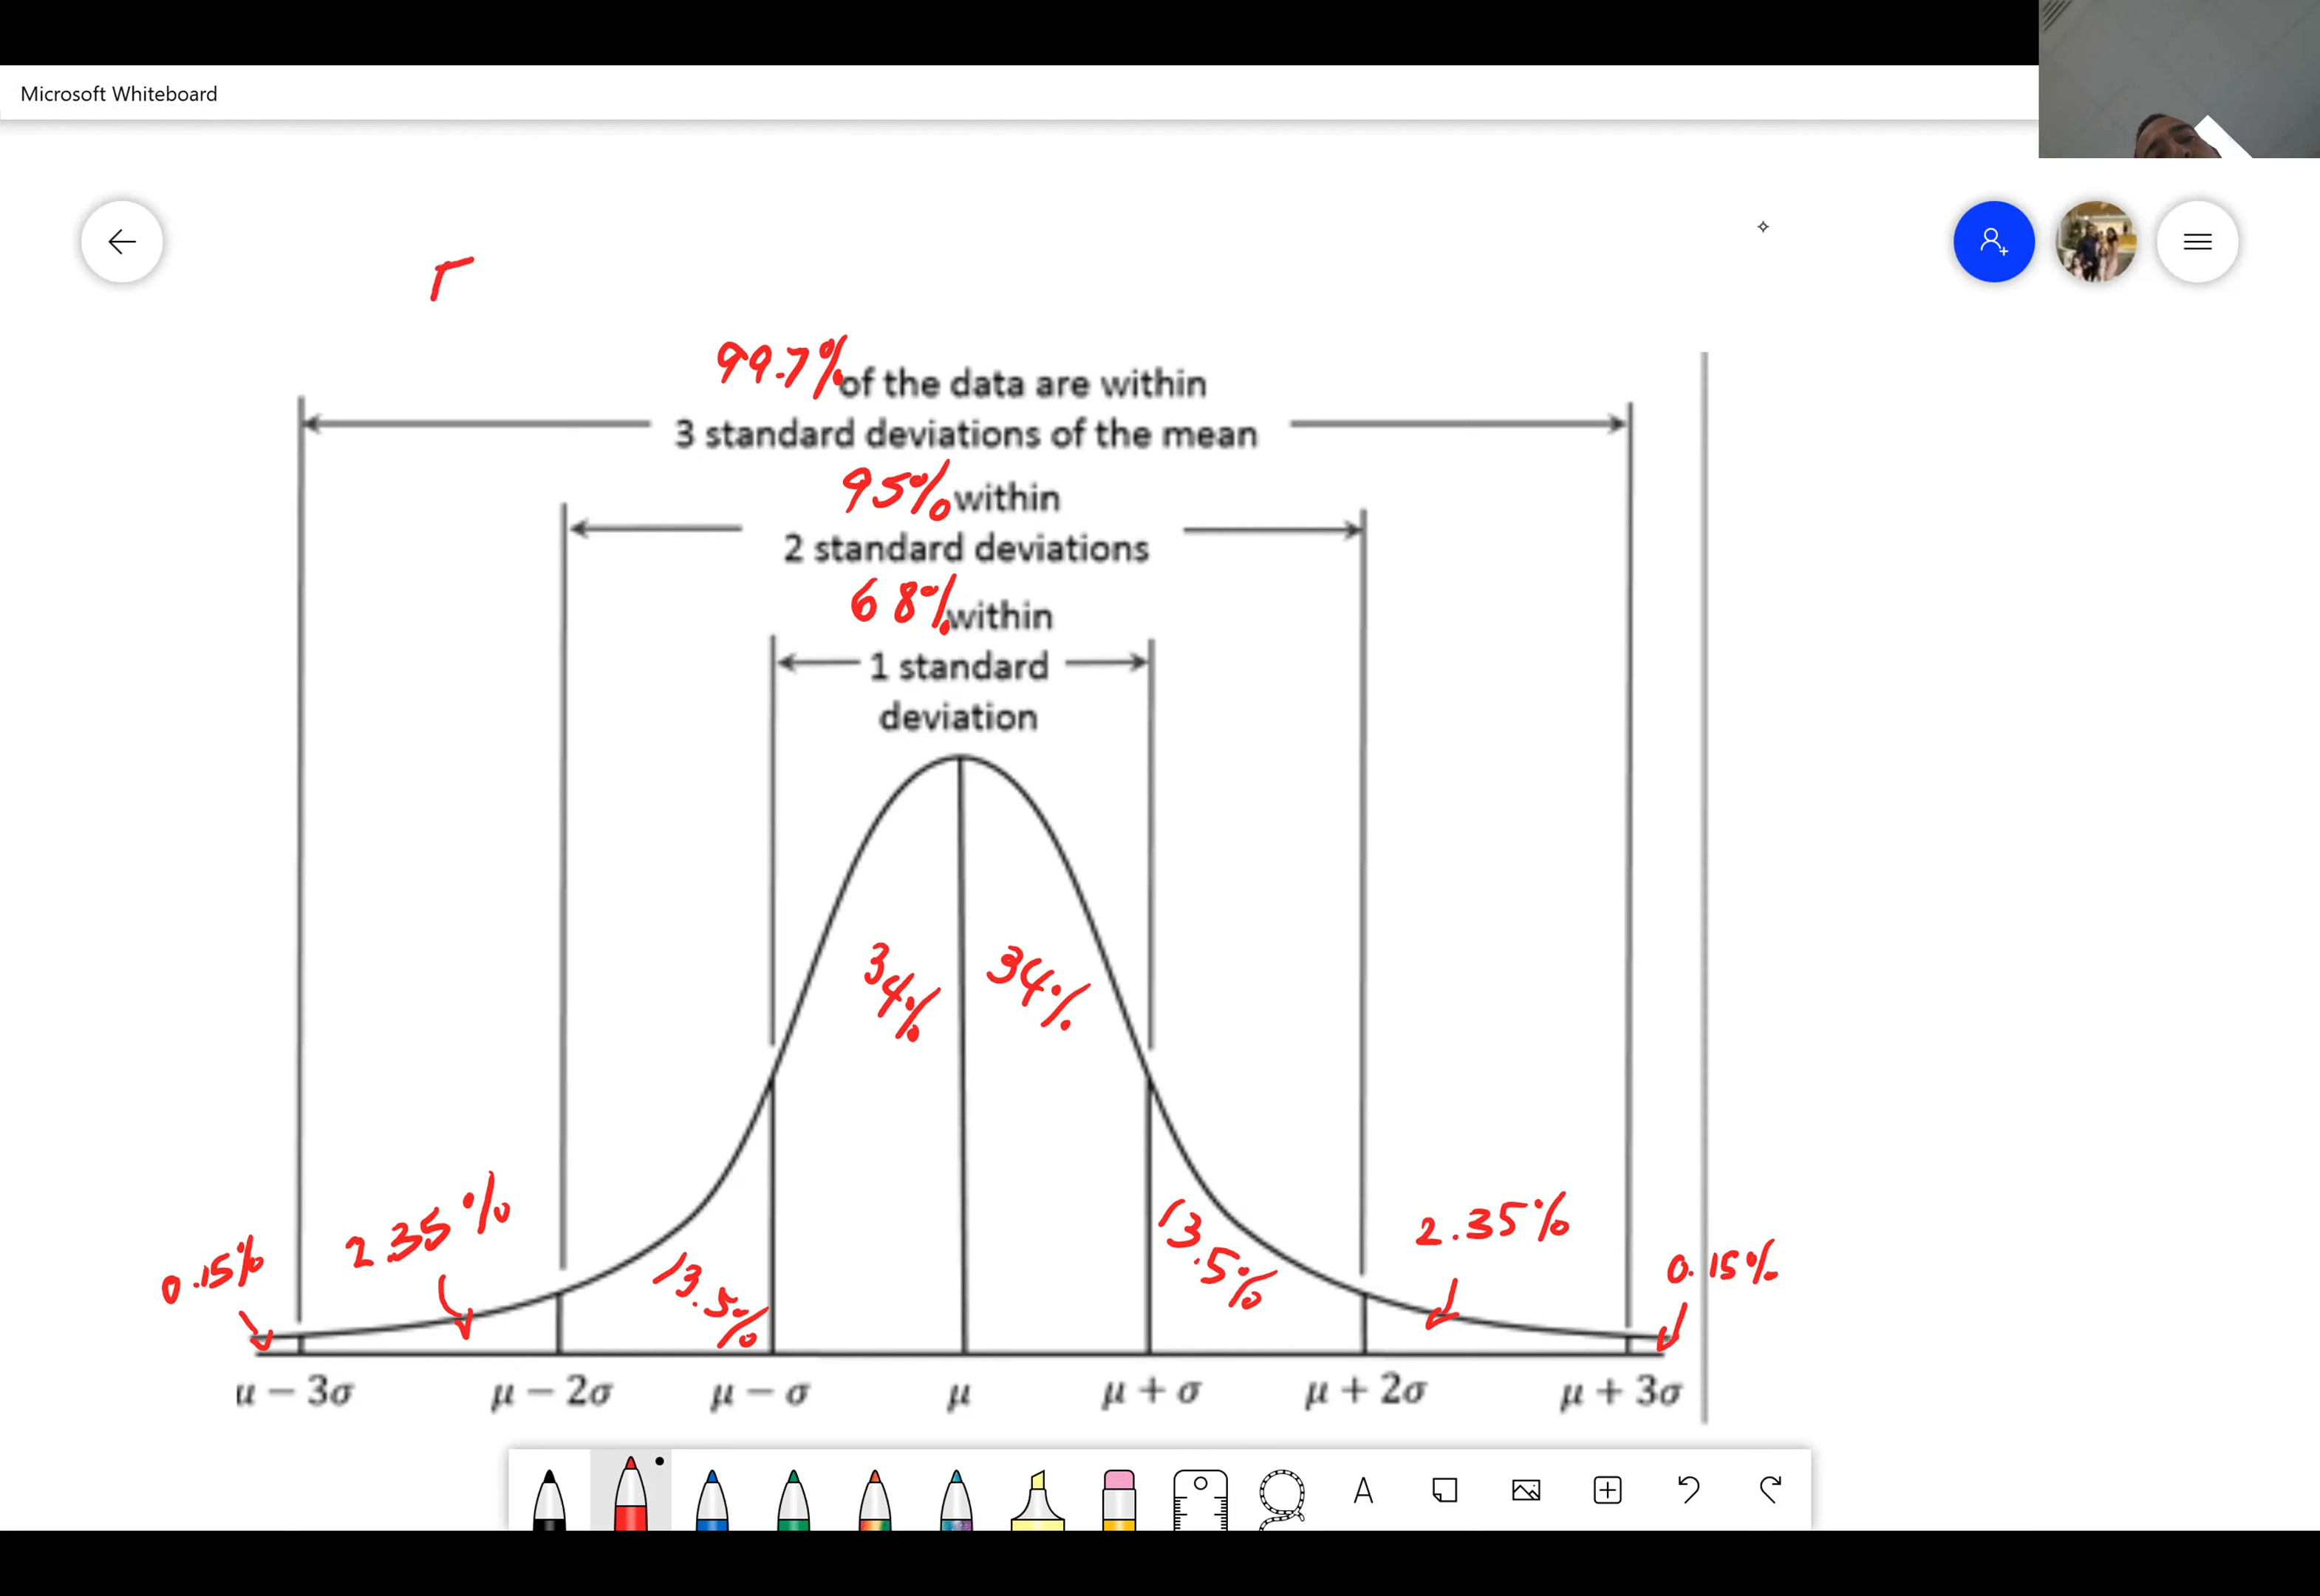 Microsoft Whiteboard
99.7% of the data are within
3 standard deviations of the mean
95% within
2 standard deviations
68% within
1 standard
deviation
34% 34%
0.15% 2.35% 13.5% 13.5% 2.35% 0.15%
μ − 3σ μ − 2σ μ − σ μ μ + σ μ + 2σ μ + 3σ
A